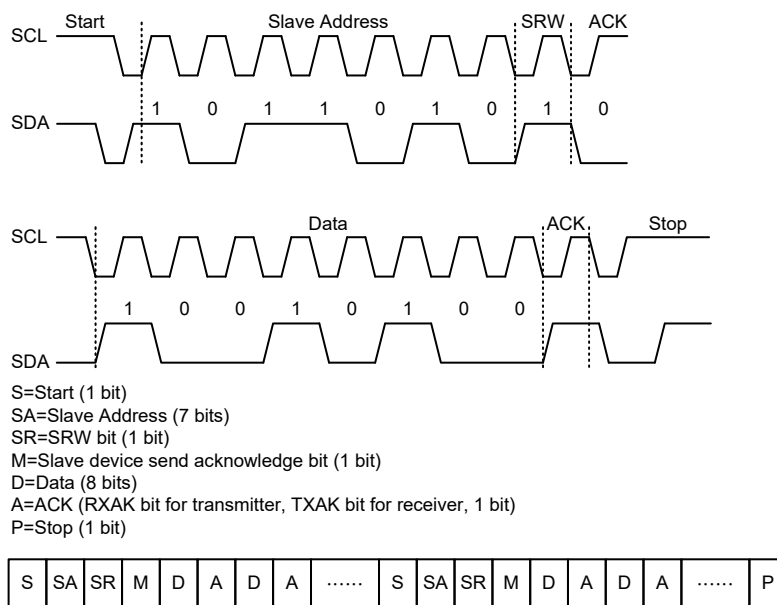 Start Slave Address SRW ACK
SCL
1 0 1 1 0 1 0 1 0
SDA
Data ACK Stop
SCL
1 0 0 1 0 1 0 0
SDA
S=Start (1 bit)
SA=Slave Address (7 bits)
SR=SRW bit (1 bit)
M=Slave device send acknowledge bit (1 bit)
D=Data (8 bits)
A=ACK (RXAK bit for transmitter, TXAK bit for receiver, 1 bit)
P=Stop (1 bit)
S SA SR M D A D A ...... S SA SR M D A D A ...... P